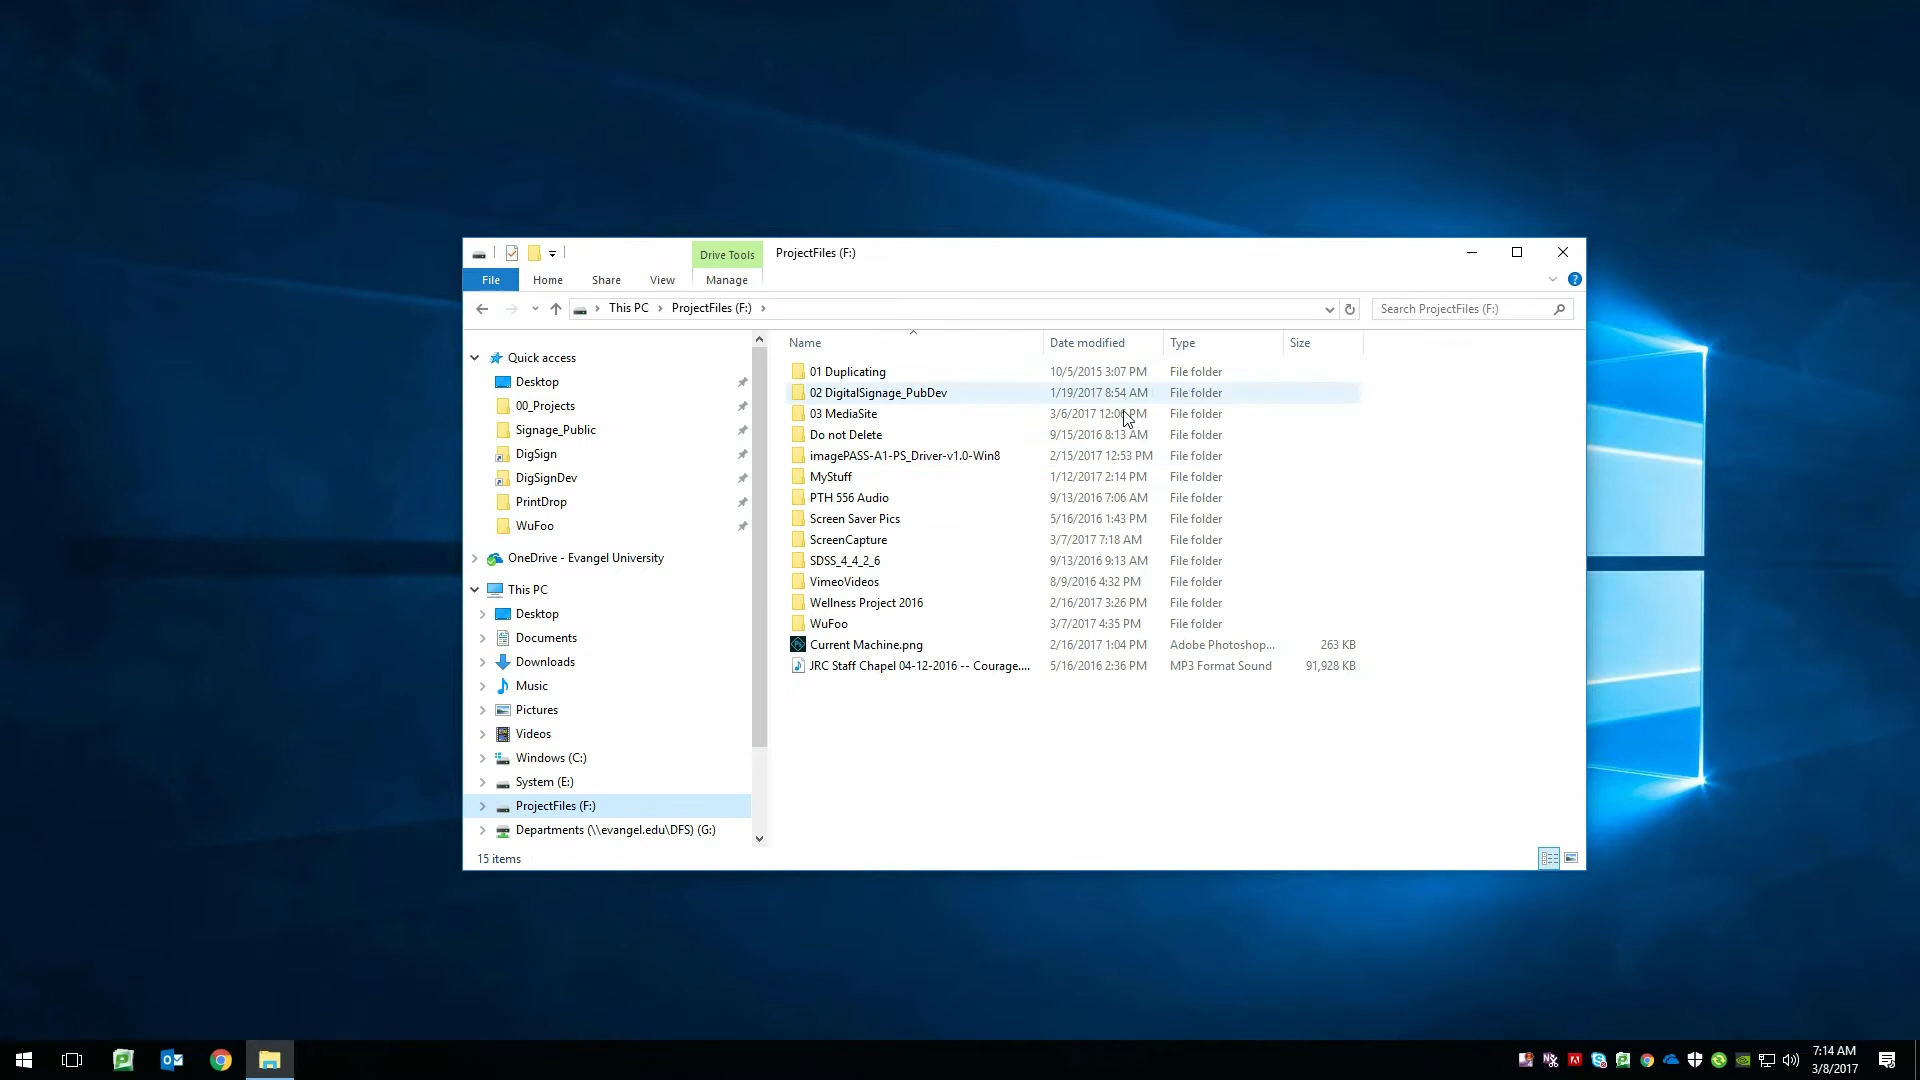 Drive Tools
ProjectFiles (F:)
File
Home
Share
View
Manage
This PC
ProjectFiles (F:)
Search ProjectFiles (F:)
Name
Date modified
Type
Size
Quick access
Desktop
00_Projects
Signage_Public
DigSign
DigSignDev
PrintDrop
WuFoo
OneDrive - Evangel University
This PC
Desktop
Documents
Downloads
Music
Pictures
Videos
Windows (C:)
System (E:)
ProjectFiles (F:)
Departments (\\evangel.edu\DFS) (G:)
01 Duplicating 10/5/2015 3:07 PM File folder
02 DigitalSignage_PubDev 1/19/2017 8:54 AM File folder
03 MediaSite 3/6/2017 12:06 PM File folder
Do not Delete 9/15/2016 8:13 AM File folder
imagePASS-A1-PS_Driver-v1.0-Win8 2/15/2017 12:53 PM File folder
MyStuff 1/12/2017 2:14 PM File folder
PTH 556 Audio 9/13/2016 7:06 AM File folder
Screen Saver Pics 5/16/2016 1:43 PM File folder
ScreenCapture 3/7/2017 7:18 AM File folder
SDSS_4_4_2_6 9/13/2016 9:13 AM File folder
VimeoVideos 8/9/2016 4:32 PM File folder
Wellness Project 2016 2/16/2017 3:26 PM File folder
WuFoo 3/7/2017 4:35 PM File folder
Current Machine.png 2/16/2017 1:04 PM Adobe Photoshop... 263 KB
JRC Staff Chapel 04-12-2016 -- Courage.... 5/16/2016 2:36 PM MP3 Format Sound 91,928 KB
15 items
7:14 AM
3/8/2017